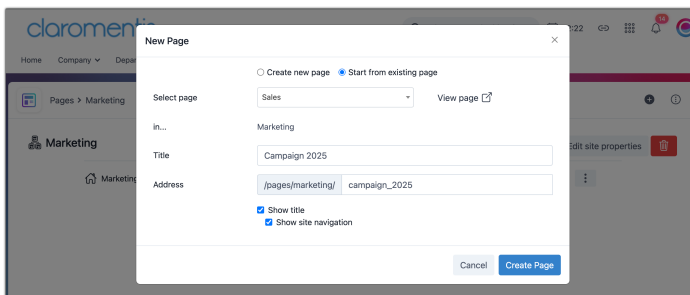 claromentis
14
2:22
Home Company Depar
New Page
Create new page Start from existing page
Pages > Marketing
Select page Sales View page
in... Marketing
Marketing
Edit site properties
Title Campaign 2025
Marketing
Address /pages/marketing/ campaign_2025
Show title
Show site navigation
Cancel Create Page